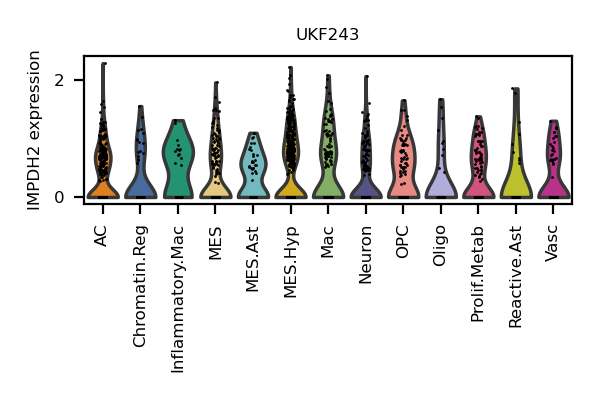 UKF243
IMPDH2 expression
2
0
AC
Chromatin.Reg
Inflammatory.Mac
MES
MES.Ast
MES.Hyp
Mac
Neuron
OPC
Oligo
Prolif.Metab
Reactive.Ast
Vasc